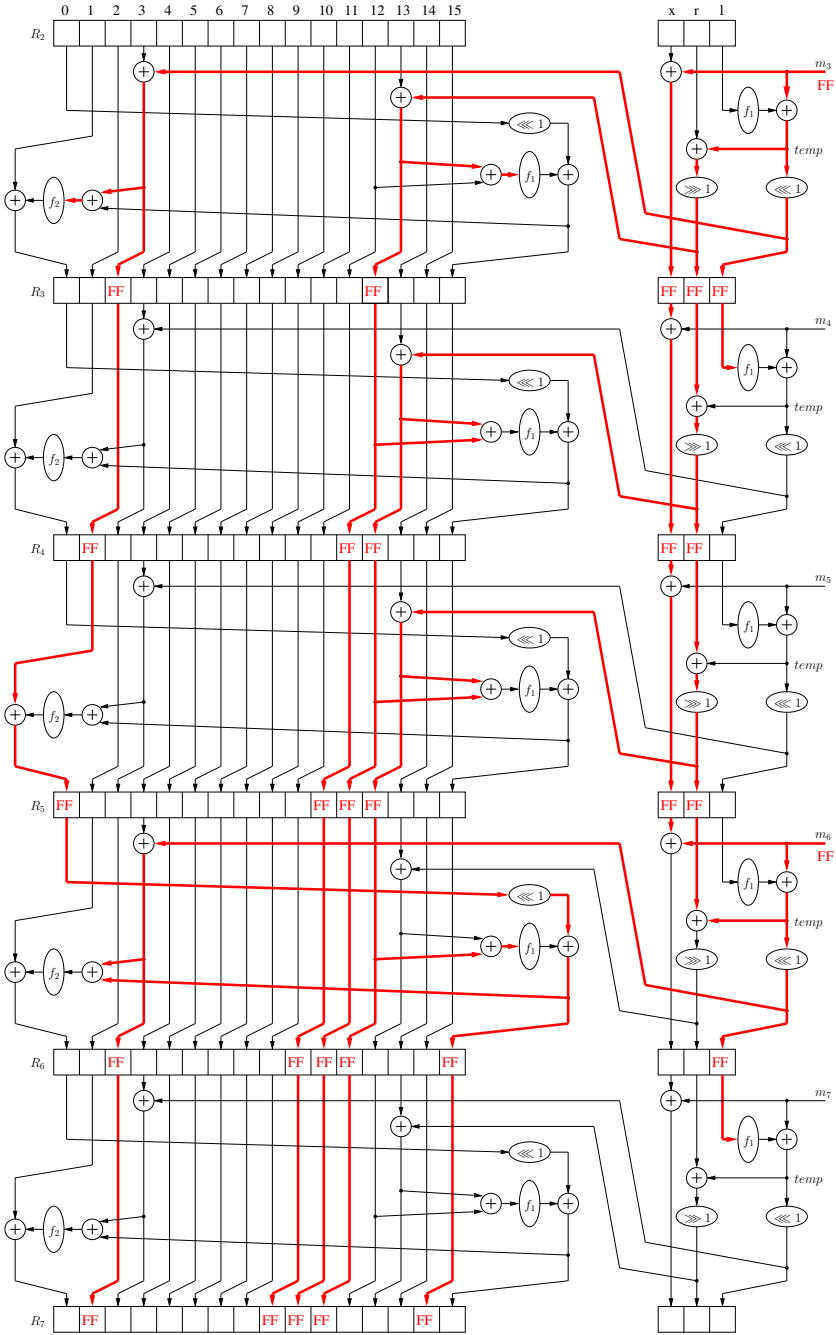 0 1 2 3 4 5 6 7 8 9 10 11 12 13 14 15 x r l
R₂
m₃
FF
f₁
⋘ 1
temp
f₁
f₂
⋙ 1 ⋘ 1
R₃ FF FF FF FF FF
m₄
f₁
⋘ 1
temp
f₁
f₂
⋙ 1 ⋘ 1
R₄ FF FF FF FF FF
m₅
f₁
⋘ 1
temp
f₁
f₂
⋙ 1 ⋘ 1
R₅ FF FF FF FF FF FF
m₆
FF
f₁
⋘ 1
temp
f₁
f₂
⋙ 1 ⋘ 1
R₆ FF FF FF FF FF FF
m₇
f₁
⋘ 1
temp
f₁
f₂
⋙ 1 ⋘ 1
R₇ FF FF FF FF FF